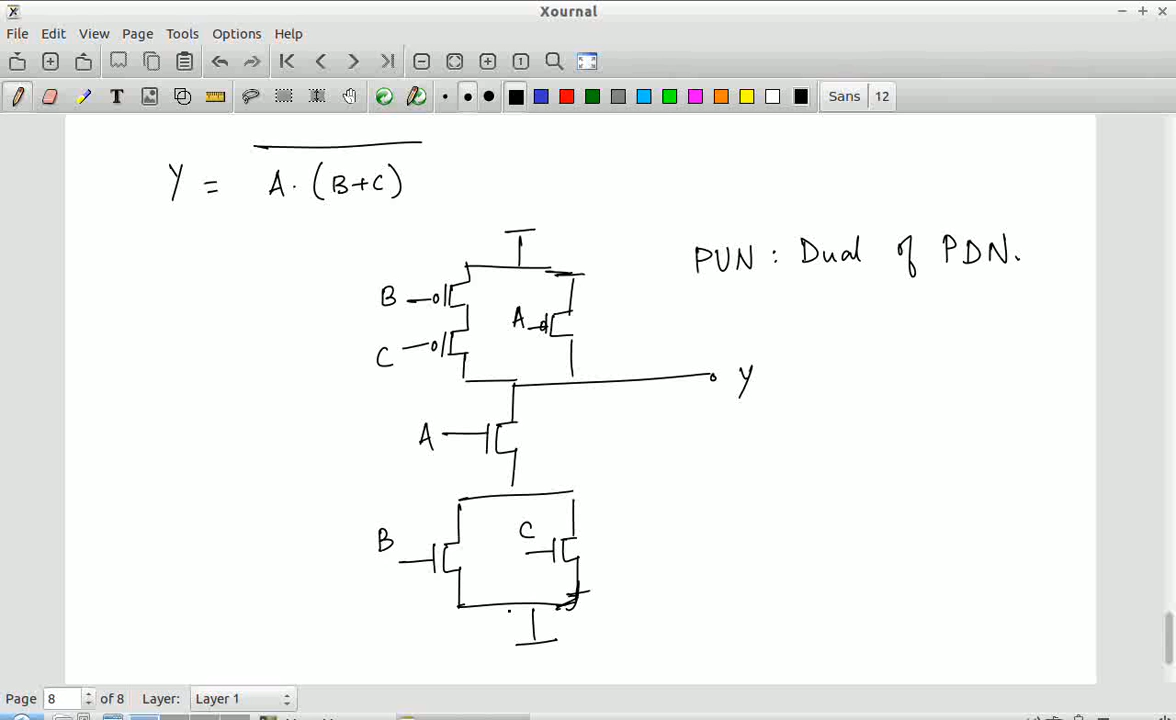 Xournal
File Edit View Page Tools Options Help
Sans 12
Y = \overline{A. (B+C)}
PUN : Dual of PDN.
B
A
C
Y
A
C
B
Page 8 of 8 Layer: Layer 1